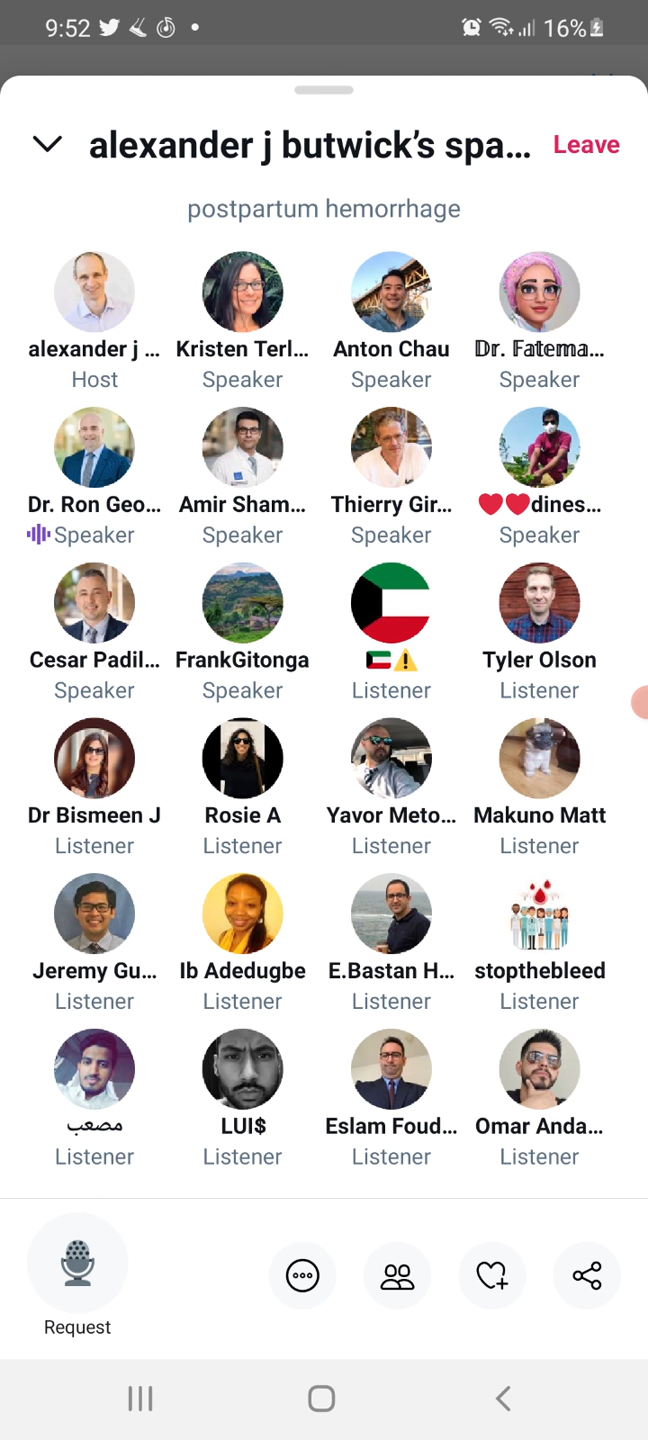 9:52 16%
alexander j butwick’s spa... Leave
postpartum hemorrhage
alexander j ... Kristen Terl... Anton Chau 𝔻r. 𝔽𝕒𝕥𝕖𝕞𝕒...
Host Speaker Speaker Speaker
Dr. Ron Geo... Amir Sham... Thierry Gir... ❤️❤️dines...
Speaker Speaker Speaker Speaker
Cesar Padil... FrankGitonga 🇰🇼⚠️ Tyler Olson
Speaker Speaker Listener Listener
Dr Bismeen J Rosie A Yavor Meto... Makuno Matt
Listener Listener Listener Listener
Jeremy Gu... Ib Adedugbe E.Bastan H... stopthebleed
Listener Listener Listener Listener
مصعب LUI$ Eslam Foud... Omar Anda...
Listener Listener Listener Listener
Request